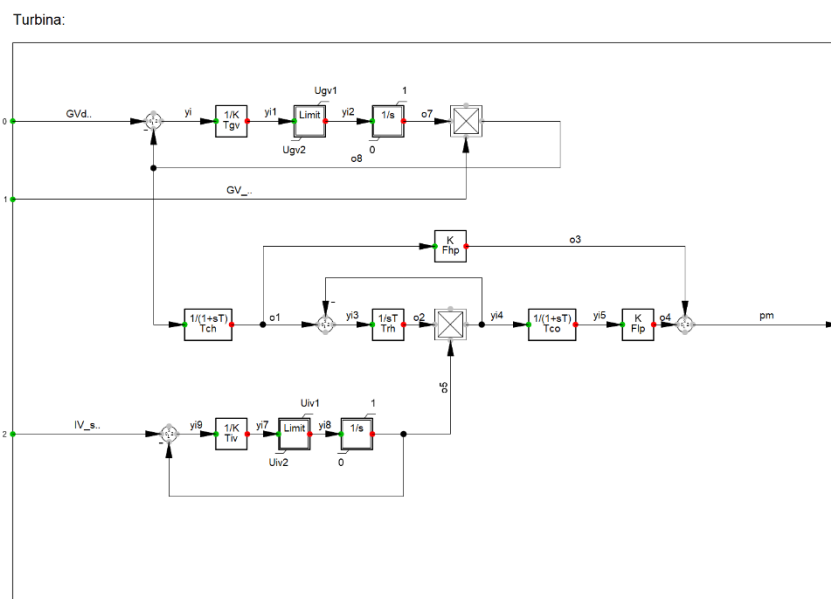 Turbina:
Ugv1 1
GVd.. yi 1/K yi1 Limit yi2 1/s o7
0 Tgv
Ugv2 0
o8
1 GV_..
K o3
Fhp
1/(1+sT) o1 yi3 1/sT o2 yi4 1/(1+sT) yi5 K o4 pm
Tch Trh Tco Flp
o5
Uiv1 1
2 IV_s.. yi9 1/K yi7 Limit yi8 1/s
Tiv
Uiv2 0